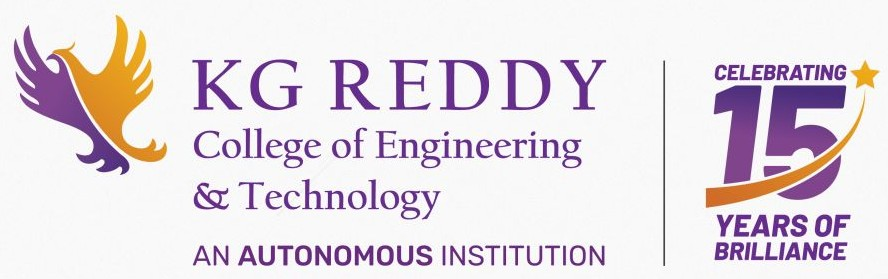 KG REDDY
College of Engineering
& Technology
AN AUTONOMOUS INSTITUTION
CELEBRATING
15
YEARS OF
BRILLIANCE